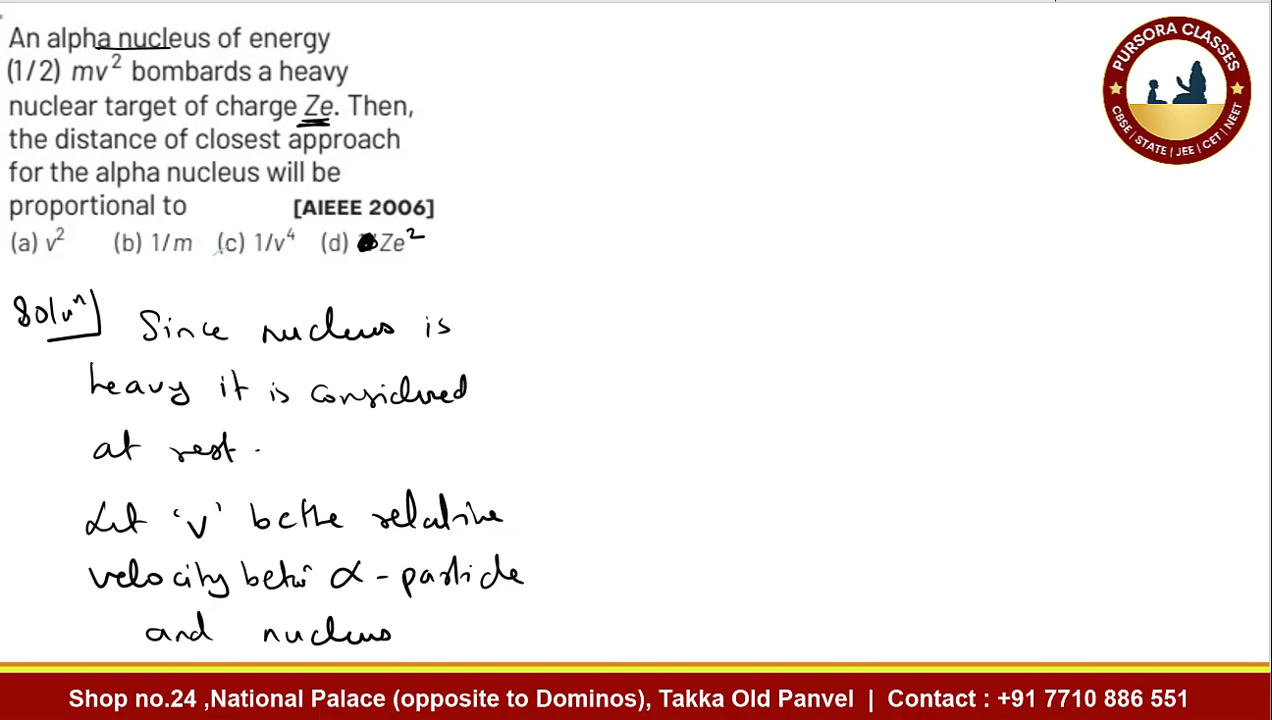 An alpha nucleus of energy
(1/2) mv² bombards a heavy
nuclear target of charge Ze. Then,
the distance of closest approach
for the alpha nucleus will be
proportional to [AIEEE 2006]
(a) v² (b) 1/m (c) 1/v⁴ (d) Ze²
Soluⁿ) Since nucleus is
heavy it is considered
at rest.
Let 'v' be the relative
velocity betⁿ α - particle
and nucleus
PURSORA CLASSES
CBSE | STATE | JEE | CET | NEET
Shop no.24 ,National Palace (opposite to Dominos), Takka Old Panvel | Contact : +91 7710 886 551